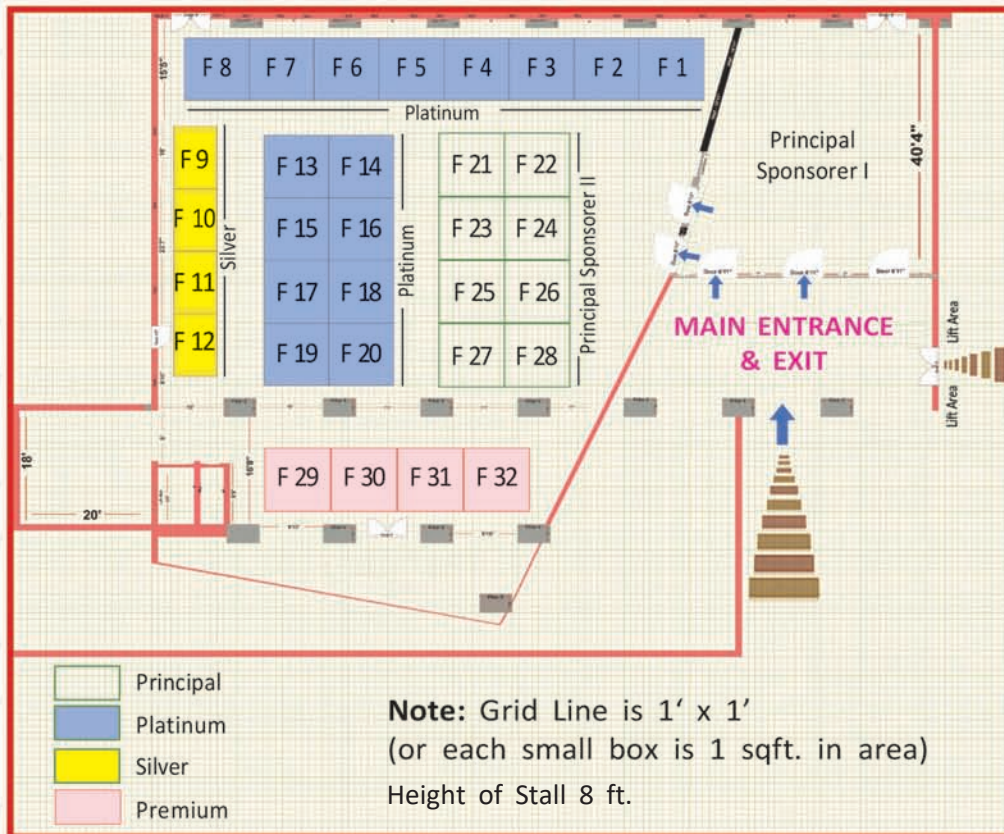 F 8 F 7 F 6 F 5 F 4 F 3 F 2 F 1
Platinum
15'5"
Principal
Sponsorer I
40'4"
F 9
F 10
F 11
F 12
Silver
F 13 F 14
F 15 F 16
F 17 F 18
F 19 F 20
Platinum
F 21 F 22
F 23 F 24
F 25 F 26
F 27 F 28
Principal Sponsorer II
MAIN ENTRANCE
& EXIT
Lift Area
Lift Area
18'
20'
F 29 F 30 F 31 F 32
Principal
Platinum
Silver
Premium
Note: Grid Line is 1' x 1'
(or each small box is 1 sqft. in area)
Height of Stall 8 ft.